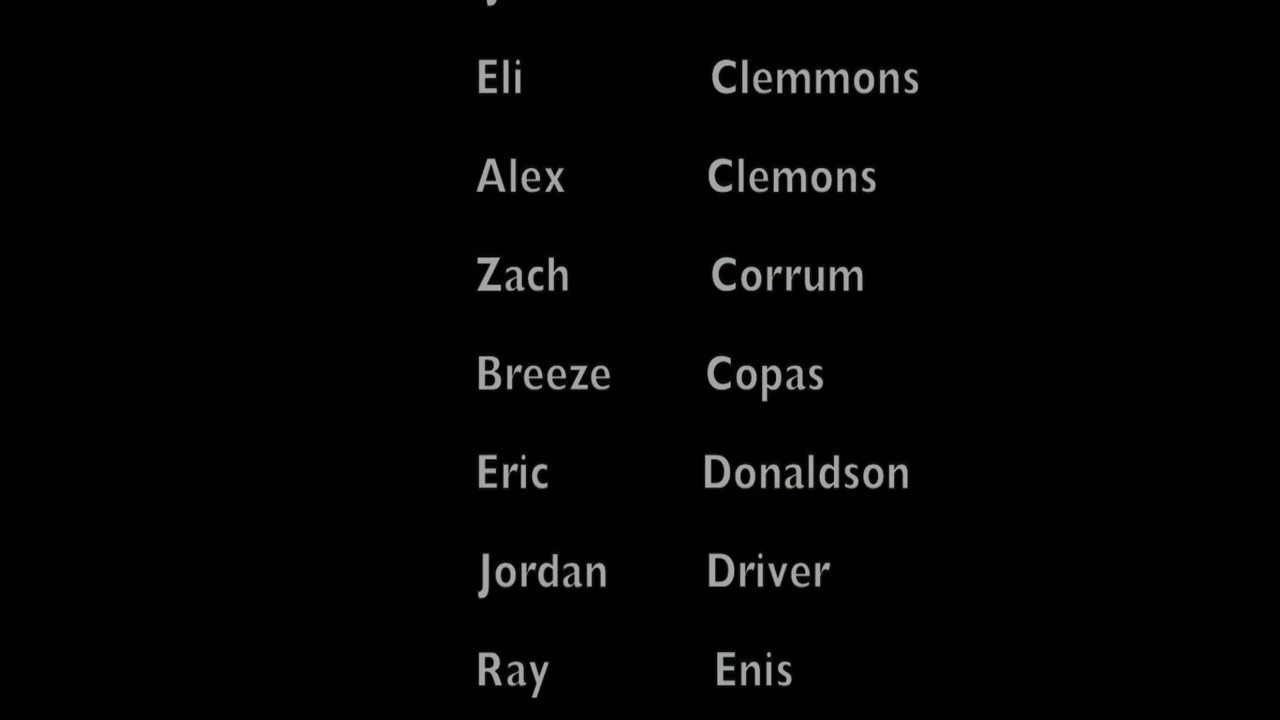 Eli Clemmons
Alex Clemons
Zach Corrum
Breeze Copas
Eric Donaldson
Jordan Driver
Ray Enis